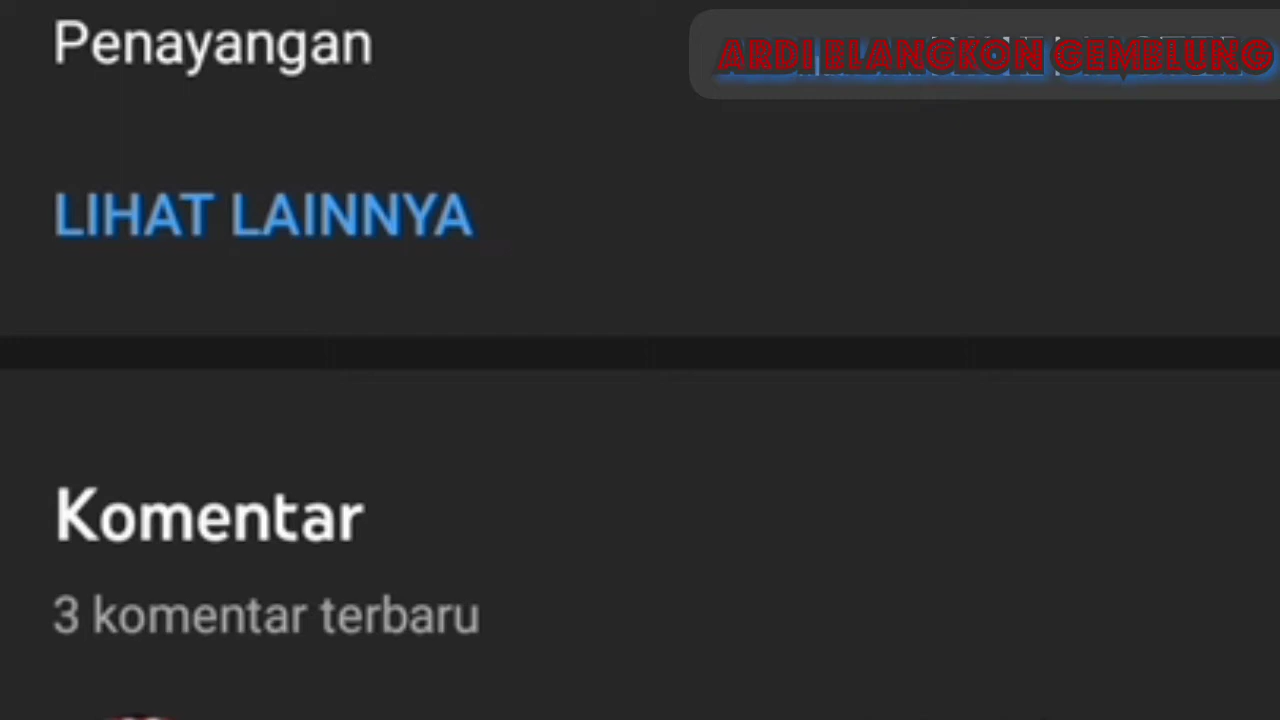 Penayangan
ARDI BLANGKON GEMBLUNG
LIHAT LAINNYA
Komentar
3 komentar terbaru